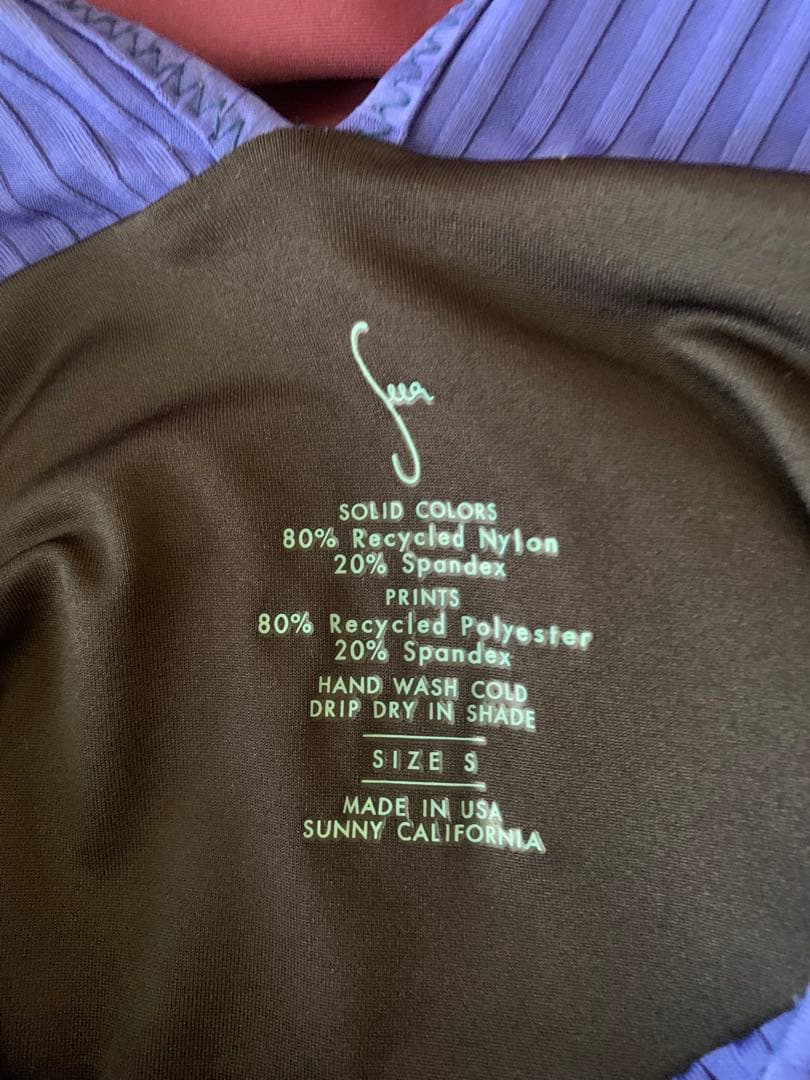 SOLID COLORS
80% Recycled Nylon
20% Spandex
PRINTS
80% Recycled Polyester
20% Spandex
HAND WASH COLD
DRIP DRY IN SHADE
SIZE S
MADE IN USA
SUNNY CALIFORNIA